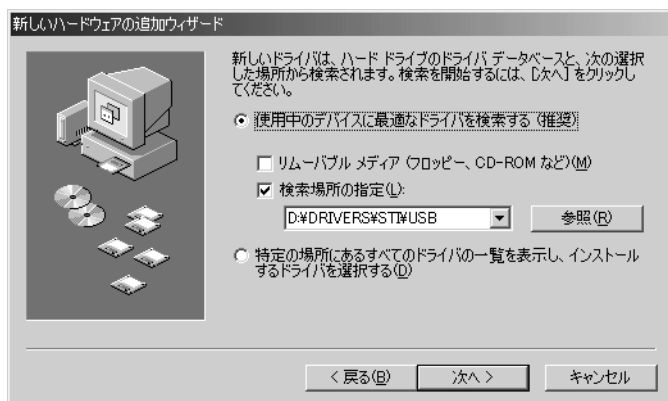 新しいハードウェアの追加ウィザード
新しいドライバは、ハード ドライブのドライバ データベースと、次の選択
した場所から検索されます。検索を開始するには、[次へ] をクリックし
てください。
使用中のデバイスに最適なドライバを検索する (推奨)
リムーバブル メディア (フロッピー、CD-ROM など)(M)
検索場所の指定(L):
D:¥DRIVERS¥STI¥USB
参照(R)
特定の場所にあるすべてのドライバの一覧を表示し、インストール
するドライバを選択する(D)
< 戻る(B)
次へ >
キャンセル